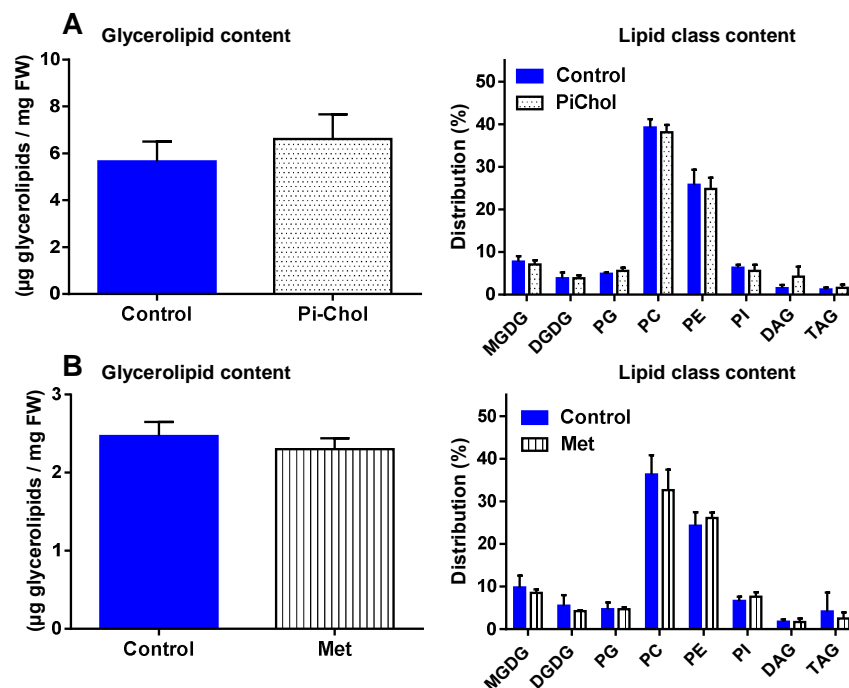 A
Glycerolipid content
(µg glycerolipids / mg FW)
10
8
6
4
2
0
Control
Pi-Chol
Lipid class content
Distribution (%)
50
40
30
20
10
0
Control
PiChol
MGDG
DGDG
PG
PC
PE
PI
DAG
TAG
B
Glycerolipid content
(µg glycerolipids / mg FW)
3
2
1
0
Control
Met
Lipid class content
Distribution (%)
50
40
30
20
10
0
Control
Met
MGDG
DGDG
PG
PC
PE
PI
DAG
TAG